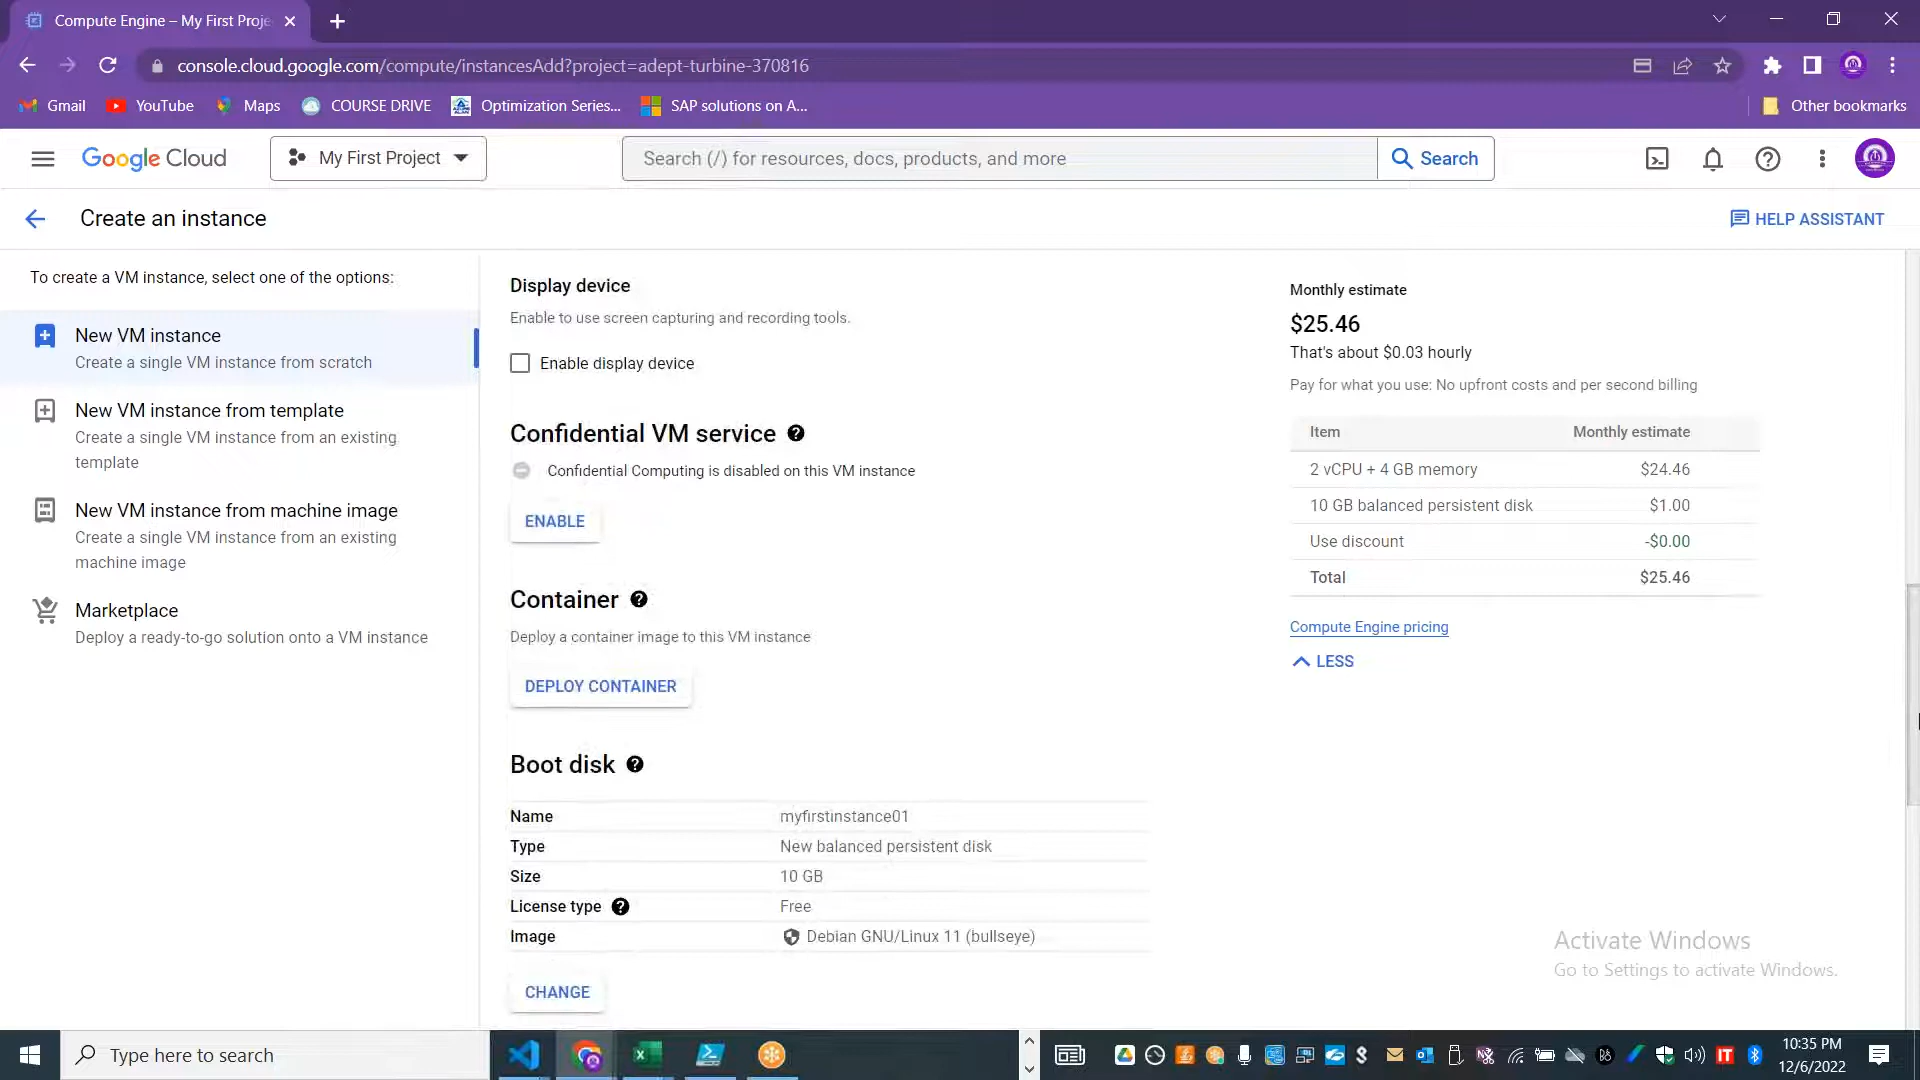 Compute Engine – My First Proje
console.cloud.google.com/compute/instancesAdd?project=adept-turbine-370816
Gmail
YouTube
Maps
COURSE DRIVE
Optimization Series...
SAP solutions on A...
Other bookmarks
Google Cloud
My First Project
Search (/) for resources, docs, products, and more
Search
Create an instance
HELP ASSISTANT
To create a VM instance, select one of the options:
New VM instance
Create a single VM instance from scratch
New VM instance from template
Create a single VM instance from an existing
template
New VM instance from machine image
Create a single VM instance from an existing
machine image
Marketplace
Deploy a ready-to-go solution onto a VM instance
Display device
Enable to use screen capturing and recording tools.
Enable display device
Confidential VM service
Confidential Computing is disabled on this VM instance
ENABLE
Container
Deploy a container image to this VM instance
DEPLOY CONTAINER
Boot disk
Name myfirstinstance01
Type New balanced persistent disk
Size 10 GB
License type Free
Image Debian GNU/Linux 11 (bullseye)
CHANGE
Monthly estimate
$25.46
That's about $0.03 hourly
Pay for what you use: No upfront costs and per second billing
Item Monthly estimate
2 vCPU + 4 GB memory $24.46
10 GB balanced persistent disk $1.00
Use discount -$0.00
Total $25.46
Compute Engine pricing
LESS
Activate Windows
Go to Settings to activate Windows.
Type here to search
10:35 PM
12/6/2022